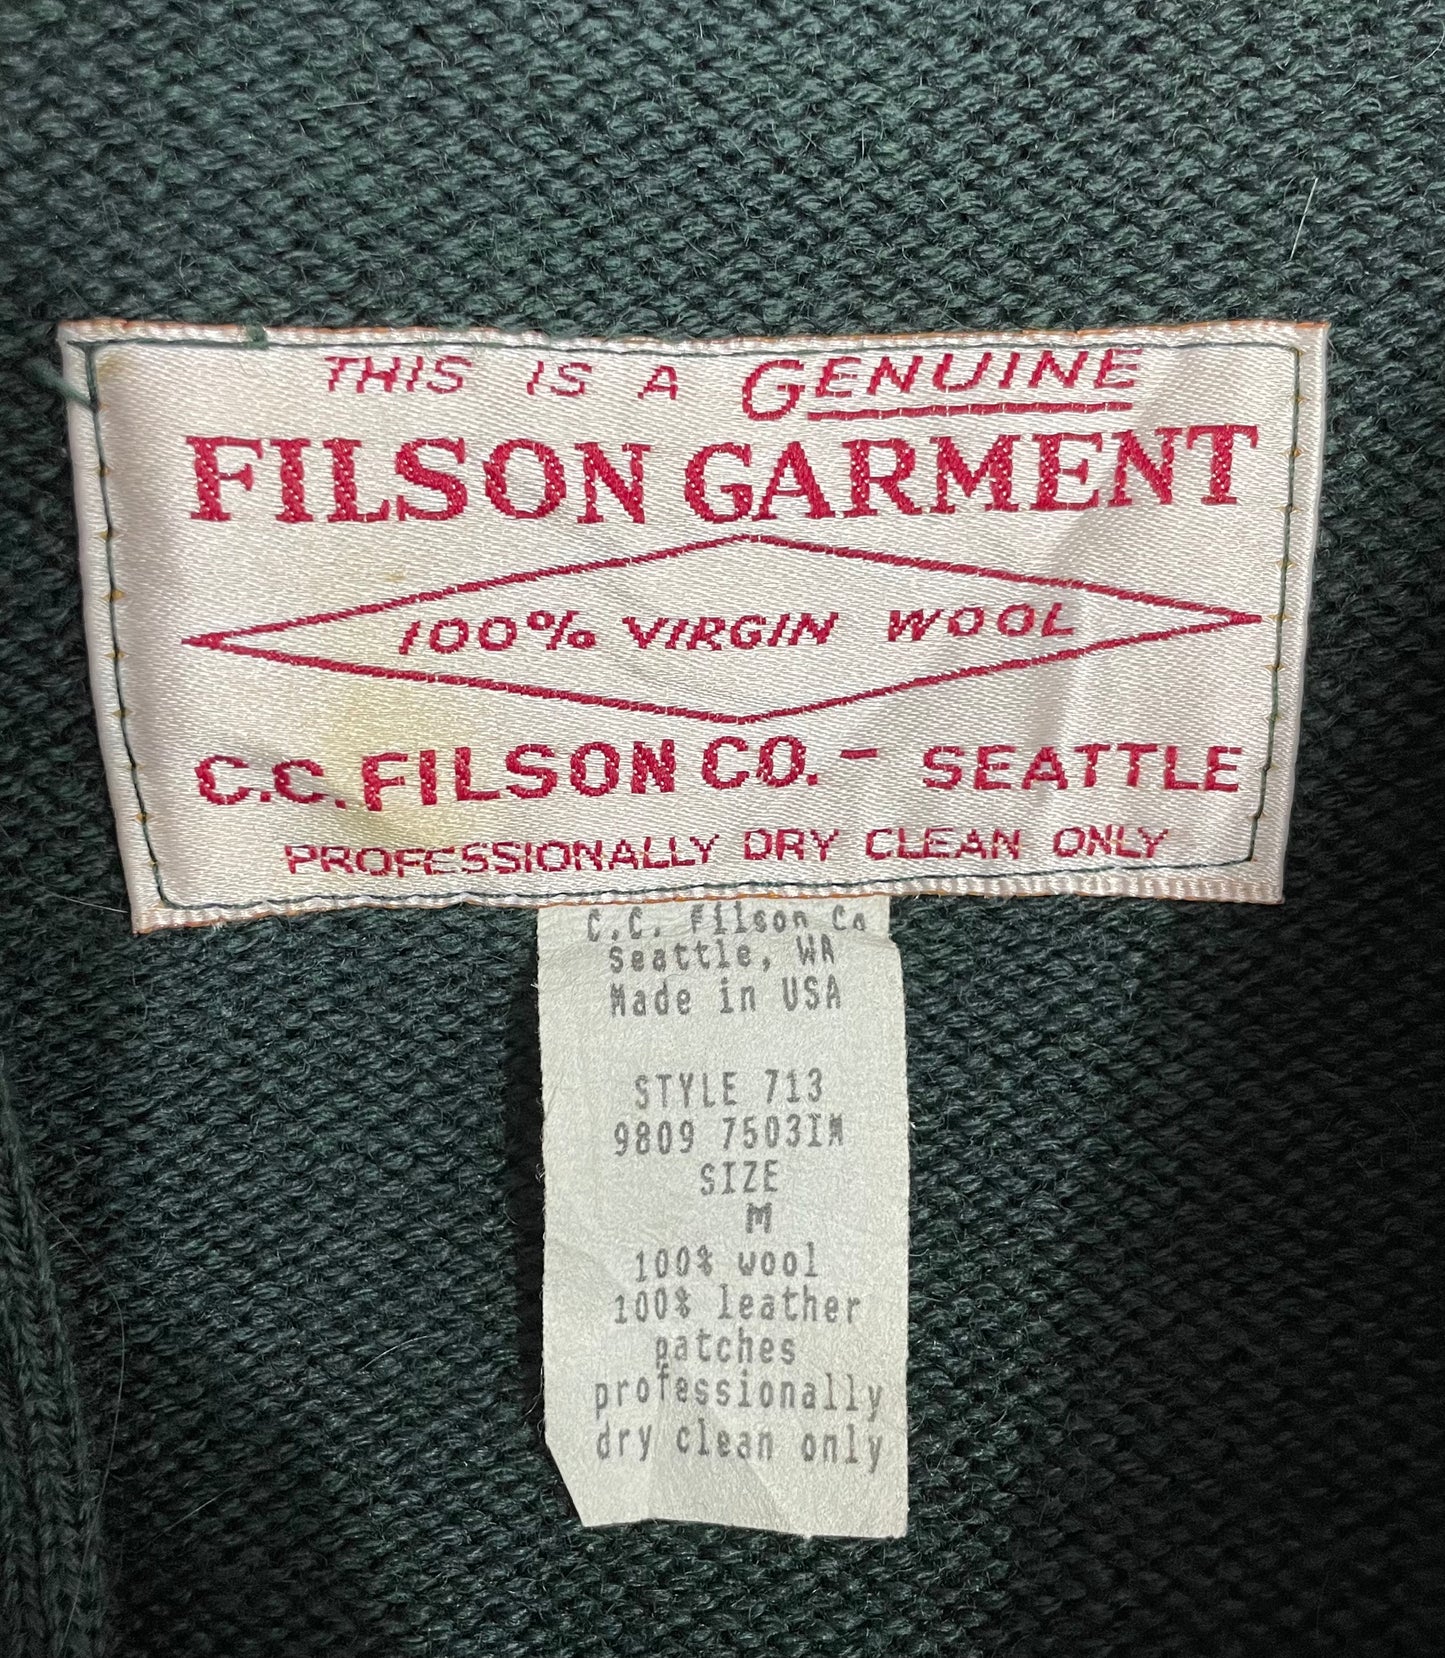 THIS IS A GENUINE
FILSON GARMENT
100% VIRGIN WOOL
C.C. FILSON CO. - SEATTLE
PROFESSIONALLY DRY CLEAN ONLY
C.C. Filson Co
Seattle, WA
Made in USA
STYLE 713
9809 7503IM
SIZE
M
100% wool
100% leather
patches
professionally
dry clean only